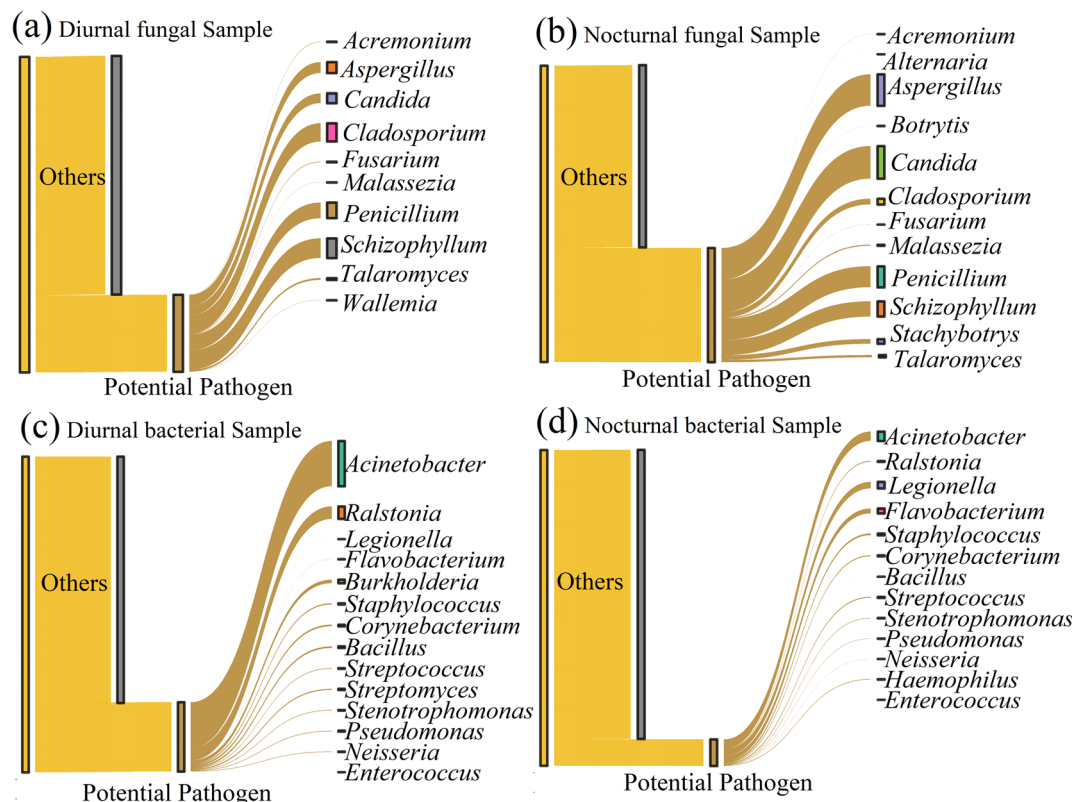 (a) Diurnal fungal Sample
Acremonium
Aspergillus
Candida
Cladosporium
Fusarium
Malassezia
Penicillium
Schizophyllum
Talaromyces
Wallemia
Others
Potential Pathogen
(b) Nocturnal fungal Sample
Acremonium
Alternaria
Aspergillus
Botrytis
Candida
Cladosporium
Fusarium
Malassezia
Penicillium
Schizophyllum
Stachybotrys
Talaromyces
Others
Potential Pathogen
(c) Diurnal bacterial Sample
Acinetobacter
Ralstonia
Legionella
Flavobacterium
Burkholderia
Staphylococcus
Corynebacterium
Bacillus
Streptococcus
Streptomyces
Stenotrophomonas
Pseudomonas
Neisseria
Enterococcus
Others
Potential Pathogen
(d) Nocturnal bacterial Sample
Acinetobacter
Ralstonia
Legionella
Flavobacterium
Staphylococcus
Corynebacterium
Bacillus
Streptococcus
Stenotrophomonas
Pseudomonas
Neisseria
Haemophilus
Enterococcus
Others
Potential Pathogen